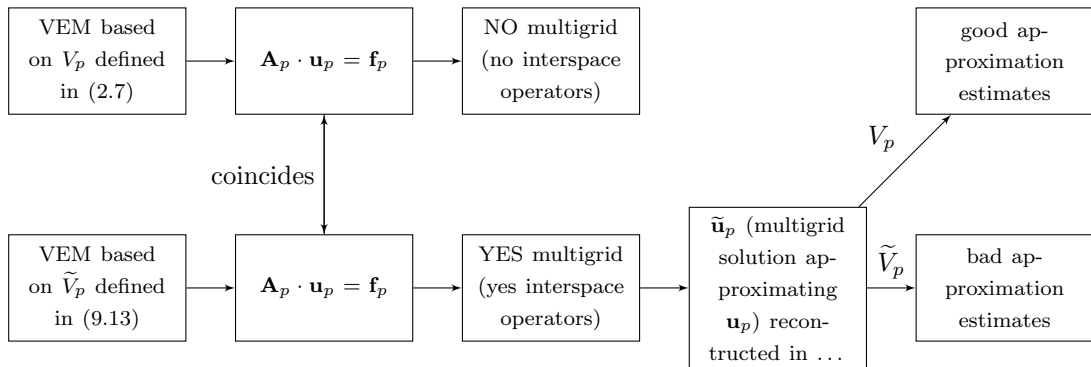 VEM based
on V_p defined
in (2.7)
A_p · u_p = f_p
NO multigrid
(no interspace
operators)
good ap-
proximation
estimates
V_p
coincides
VEM based
on Ṽ_p defined
in (9.13)
A_p · u_p = f_p
YES multigrid
(yes interspace
operators)
ũ_p (multigrid
solution ap-
proximating
u_p) recon-
structed in ...
Ṽ_p
bad ap-
proximation
estimates